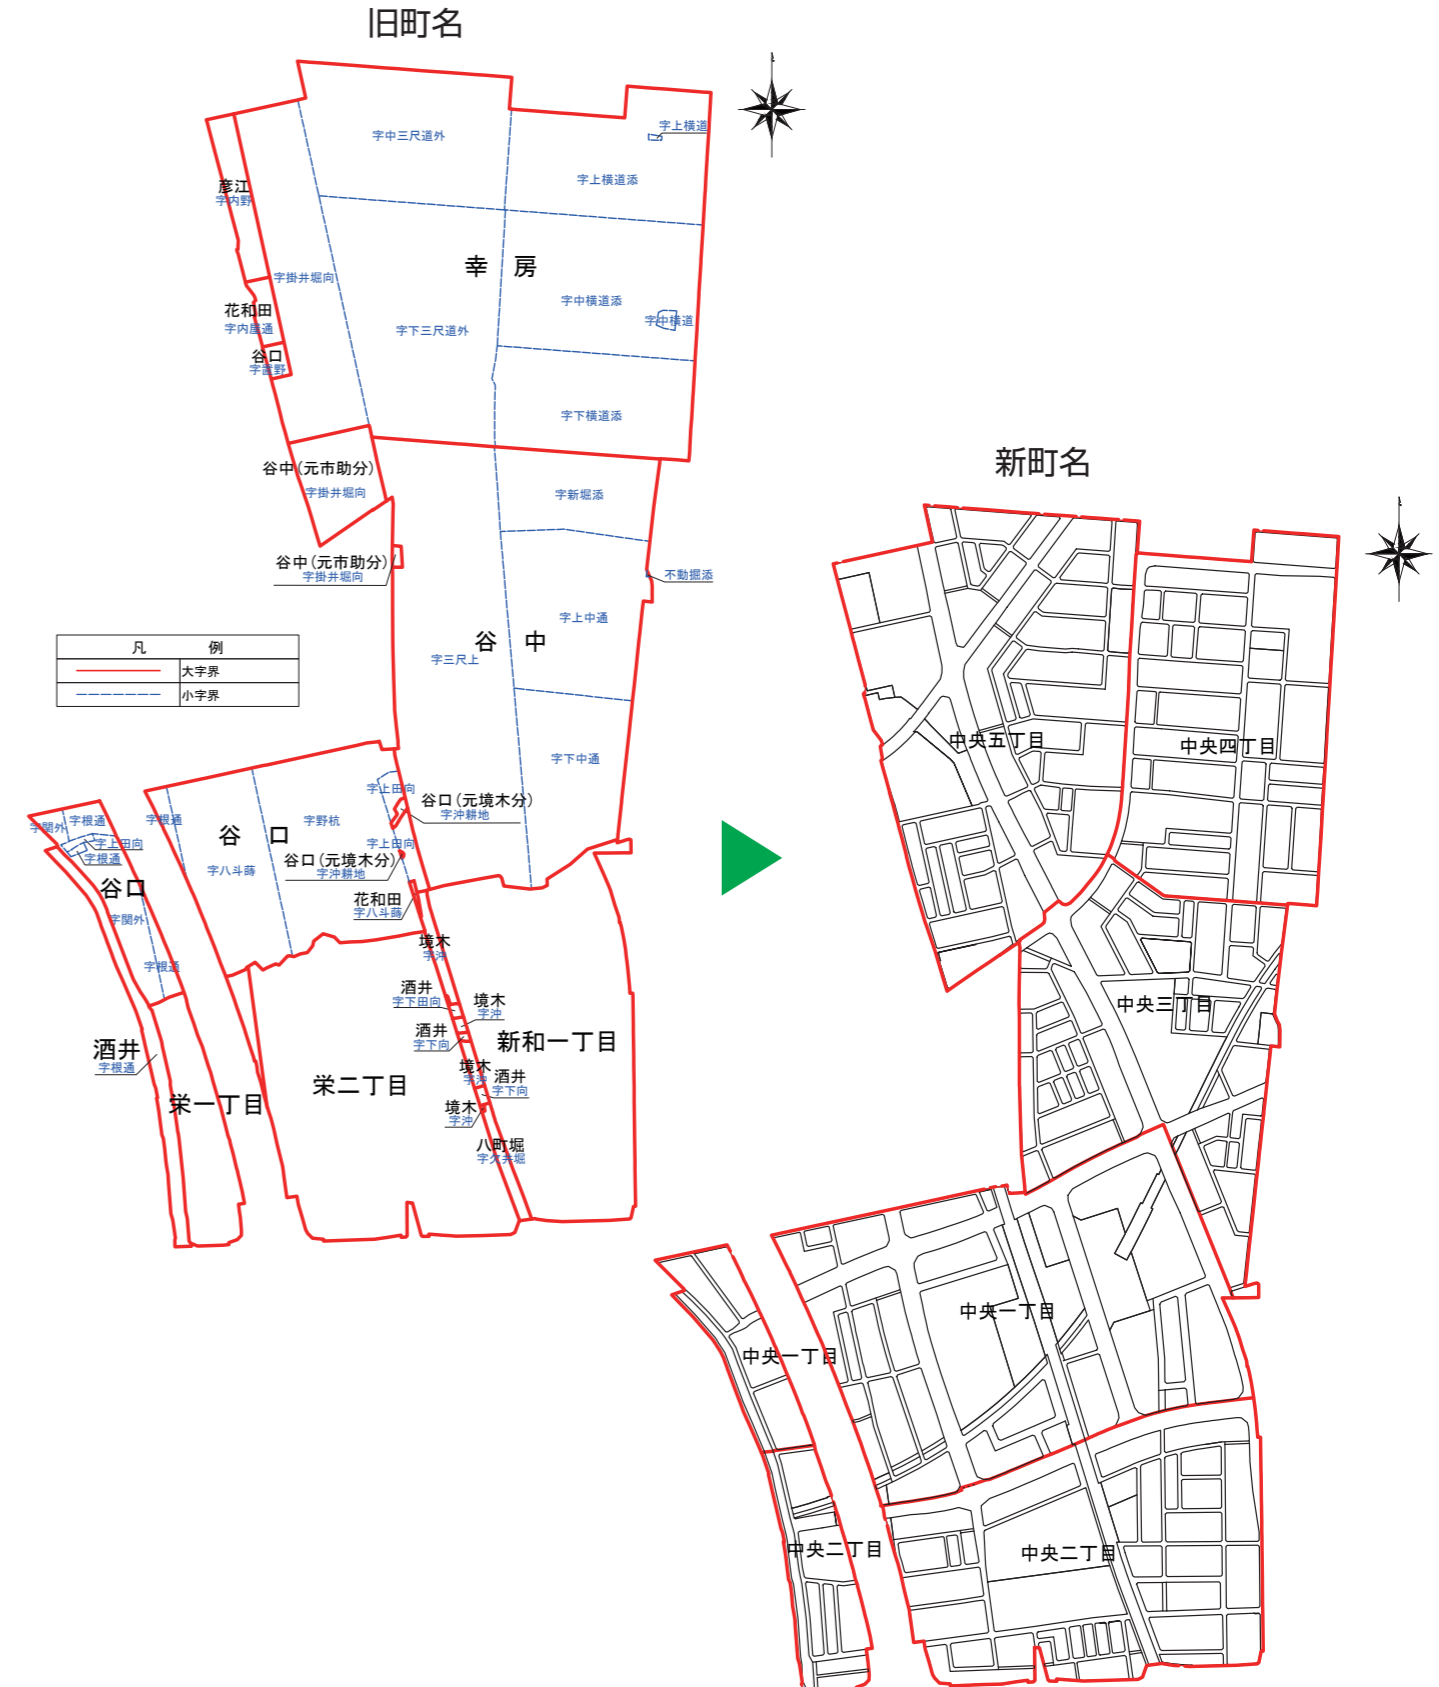 旧町名
字中三尺道外
字上横道
字上横道添
彦江
字内野
幸 房
字掛井堀向
字中横道添
花和田
字中横道
字内屋通
字下三尺道外
谷口
字置野
字下横道添
谷中(元市助分)
字掛井堀向
字新堀添
谷中(元市助分)
字掛井堀向
不動掘添
字上中通
谷 中
字三尺上
凡 例
大字界
小字界
字下中通
字上田向
谷口(元境木分)
字沖耕地
字関外
字根通
字根通
字野杭
谷 口
字上田向
字上田向
字根通
谷口(元境木分)
字沖耕地
字八斗蒔
谷口
花和田
字八斗蒔
字関外
境木
字沖
字根通
酒井
字下田向
境木
字沖
酒井
字下向
新和一丁目
酒井
字根通
境木
字沖
酒井
字下向
栄二丁目
栄一丁目
境木
字沖
八町堀
字久井堀
新町名
中央五丁目
中央四丁目
中央三丁目
中央一丁目
中央一丁目
中央二丁目
中央二丁目